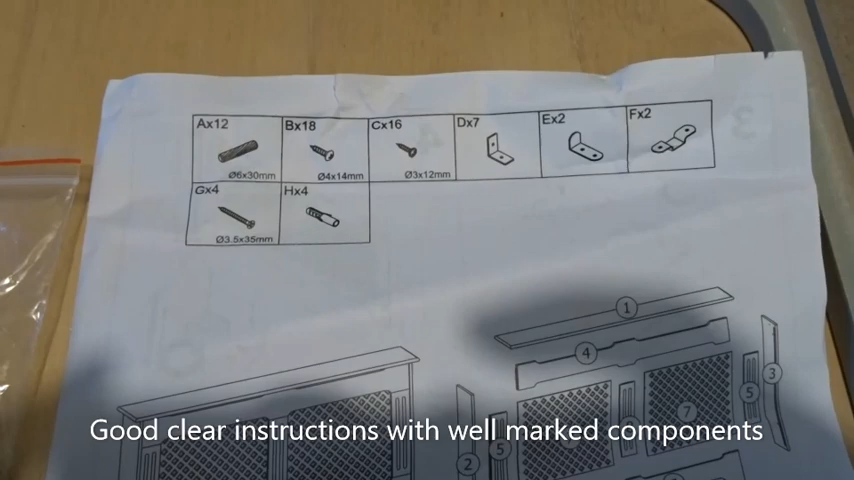 Ax12
Bx18
Cx16
Dx7
Ex2
Fx2
Ø6x30mm
Ø4x14mm
Ø3x12mm
Gx4
Hx4
Ø3.5x35mm
1
4
3
5
7
2
5
Good clear instructions with well marked components